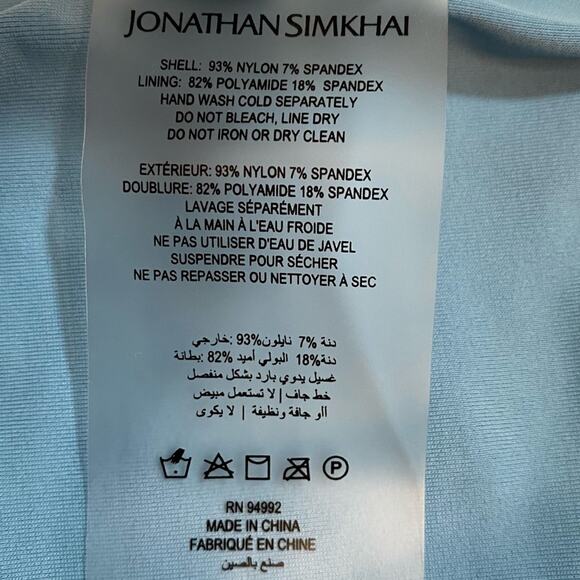 JONATHAN SIMKHAI
SHELL: 93% NYLON 7% SPANDEX
LINING: 82% POLYAMIDE 18% SPANDEX
HAND WASH COLD SEPARATELY
DO NOT BLEACH, LINE DRY
DO NOT IRON OR DRY CLEAN
EXTÉRIEUR: 93% NYLON 7% SPANDEX
DOUBLURE: 82% POLYAMIDE 18% SPANDEX
LAVAGE SÉPARÉMENT
À LA MAIN À L'EAU FROIDE
NE PAS UTILISER D'EAU DE JAVEL
SUSPENDRE POUR SÉCHER
NE PAS REPASSER OU NETTOYER À SEC
دنة 7% نايلون93% :خارجي
دنة18% البولي أميد 82% :بطانة
غسيل يدوي بارد بشكل منفصل
خط جاف | لا تستعمل مبيض
أاو جافة ونظيفة | لا يكوى
P
RN 94992
MADE IN CHINA
FABRIQUÉ EN CHINE
صنع بالصين